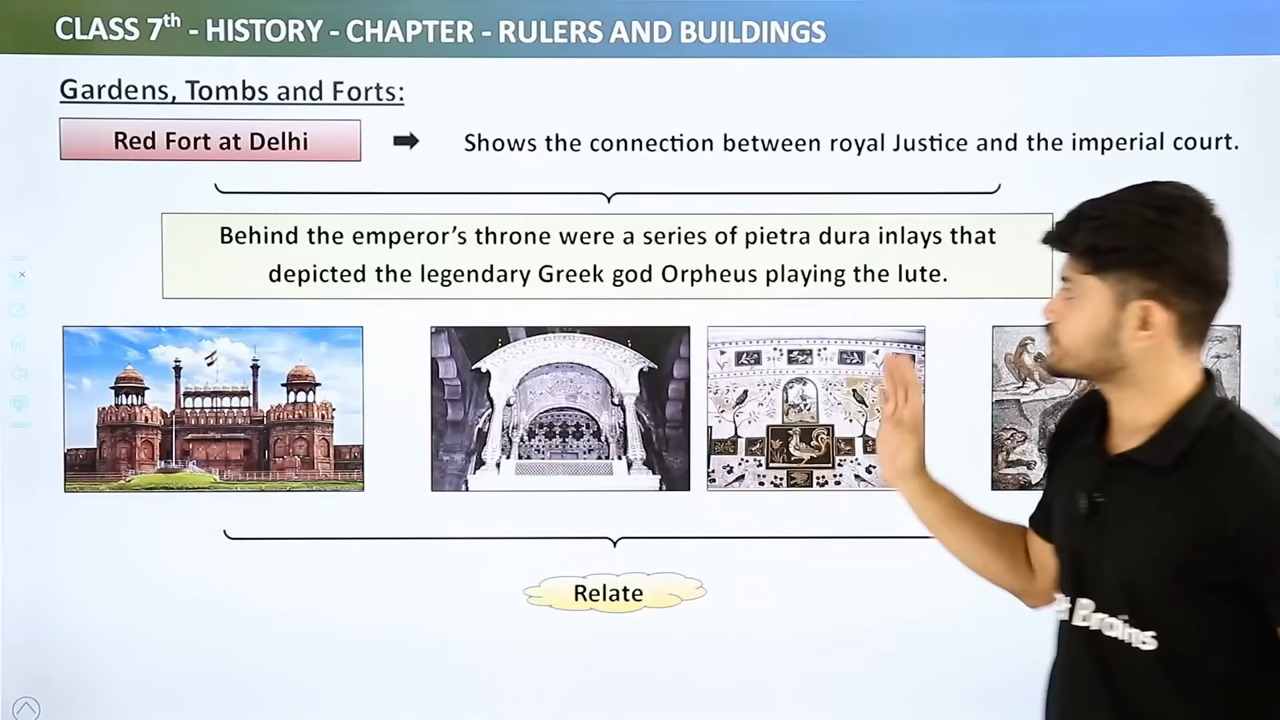 CLASS 7th - HISTORY - CHAPTER - RULERS AND BUILDINGS
Gardens, Tombs and Forts:
Red Fort at Delhi
Shows the connection between royal Justice and the imperial court.
Behind the emperor's throne were a series of pietra dura inlays that
depicted the legendary Greek god Orpheus playing the lute.
Relate
Brains